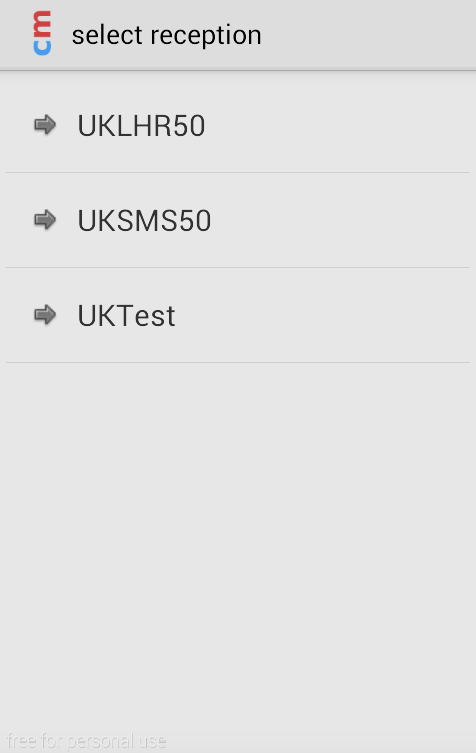 cm
select reception
UKLHR50
UKSMS50
UKTest
free for personal use